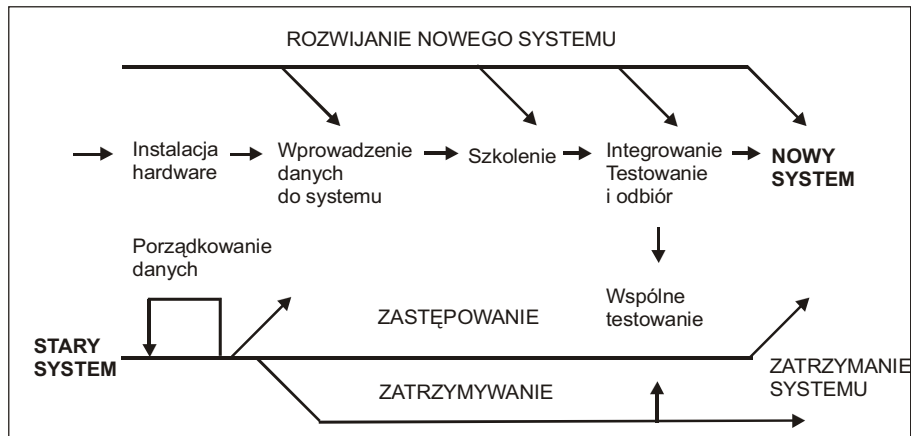 ROZWIJANIE NOWEGO SYSTEMU
Instalacja
hardware
Wprowadzenie
danych
do systemu
Szkolenie
Integrowanie
Testowanie
i odbiór
NOWY
SYSTEM
Porządkowanie
danych
Wspólne
testowanie
ZASTĘPOWANIE
STARY
SYSTEM
ZATRZYMYWANIE
ZATRZYMANIE
SYSTEMU